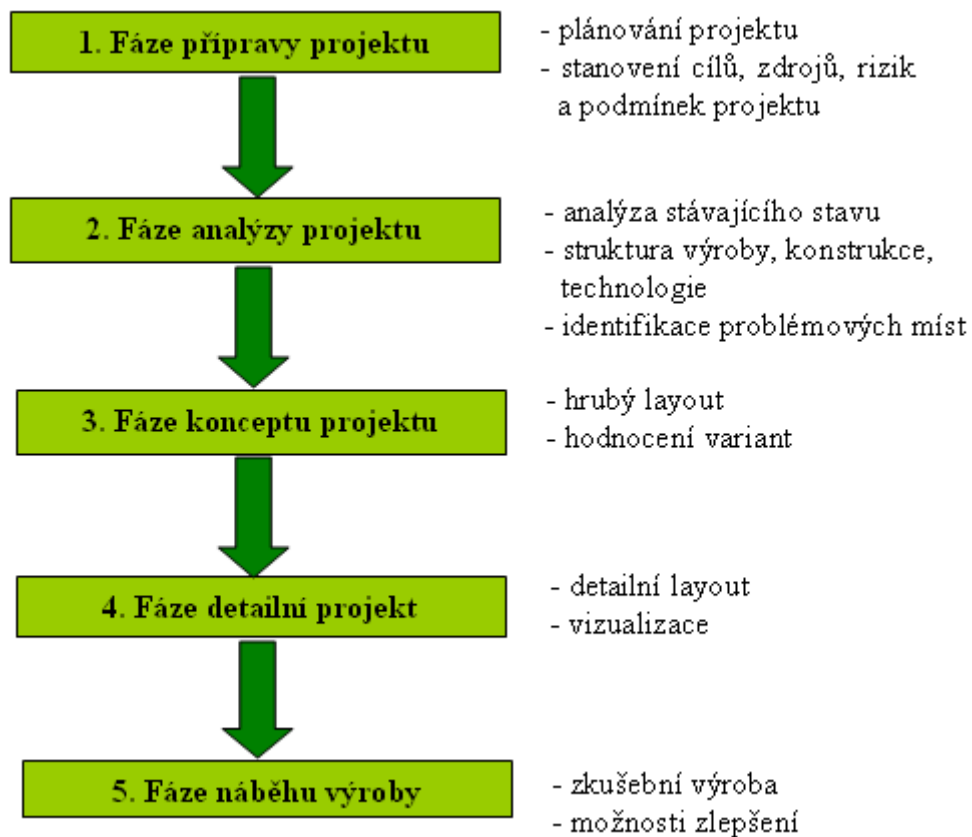 1. Fáze přípravy projektu
- plánování projektu
- stanovení cílů, zdrojů, rizik
a podmínek projektu
2. Fáze analýzy projektu
- analýza stávajícího stavu
- struktura výroby, konstrukce,
technologie
- identifikace problémových míst
3. Fáze konceptu projektu
- hrubý layout
- hodnocení variant
4. Fáze detailní projekt
- detailní layout
- vizualizace
5. Fáze náběhu výroby
- zkušební výroba
- možnosti zlepšení